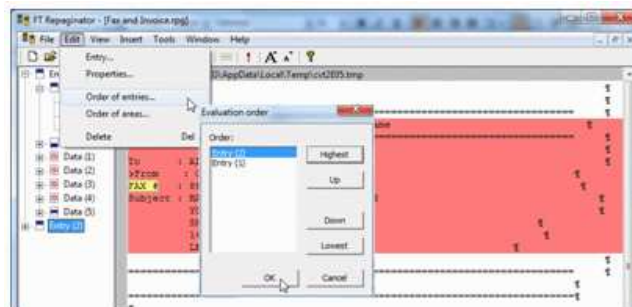 FT Repaginator - [Fax and Invoice.rpg]
File Edit View Insert Tools Window Help
Entry...
Properties...
Order of entries...
Order of areas...
Delete Del
\AppData\Local\Temp\cvt2E05.tmp
Evaluation order
Order:
Entry (2)
Entry (1)
Highest
Up
Down
Lowest
OK
Cancel
Data (1)
Data (2)
Data (3)
Data (4)
Data (5)
Entry (2)
To :
>From :
FAX # :
Subject :